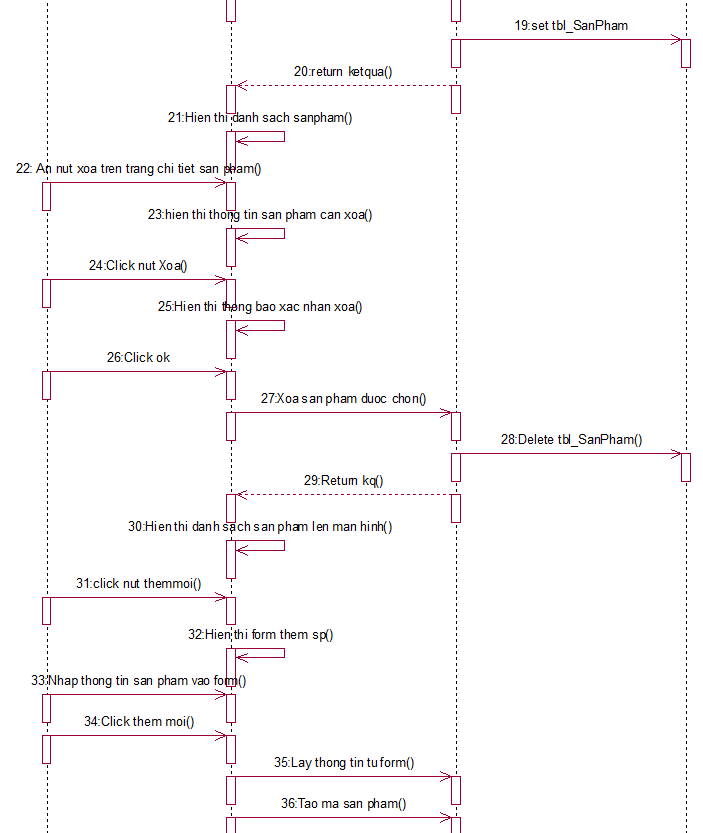 19:set tbl_SanPham
20:return ketqua()
21:Hien thi danh sach sanpham()
22: An nut xoa tren trang chi tiet san pham()
23:hien thi thong tin san pham can xoa()
24:Click nut Xoa()
25:Hien thi thong bao xac nhan xoa()
26:Click ok
27:Xoa san pham duoc chon()
28:Delete tbl_SanPham()
29:Return kq()
30:Hien thi danh sach san pham len man hinh()
31:click nut themmoi()
32:Hien thi form them sp()
33:Nhap thong tin san pham vao form()
34:Click them moi()
35:Lay thong tin tu form()
36:Tao ma san pham()